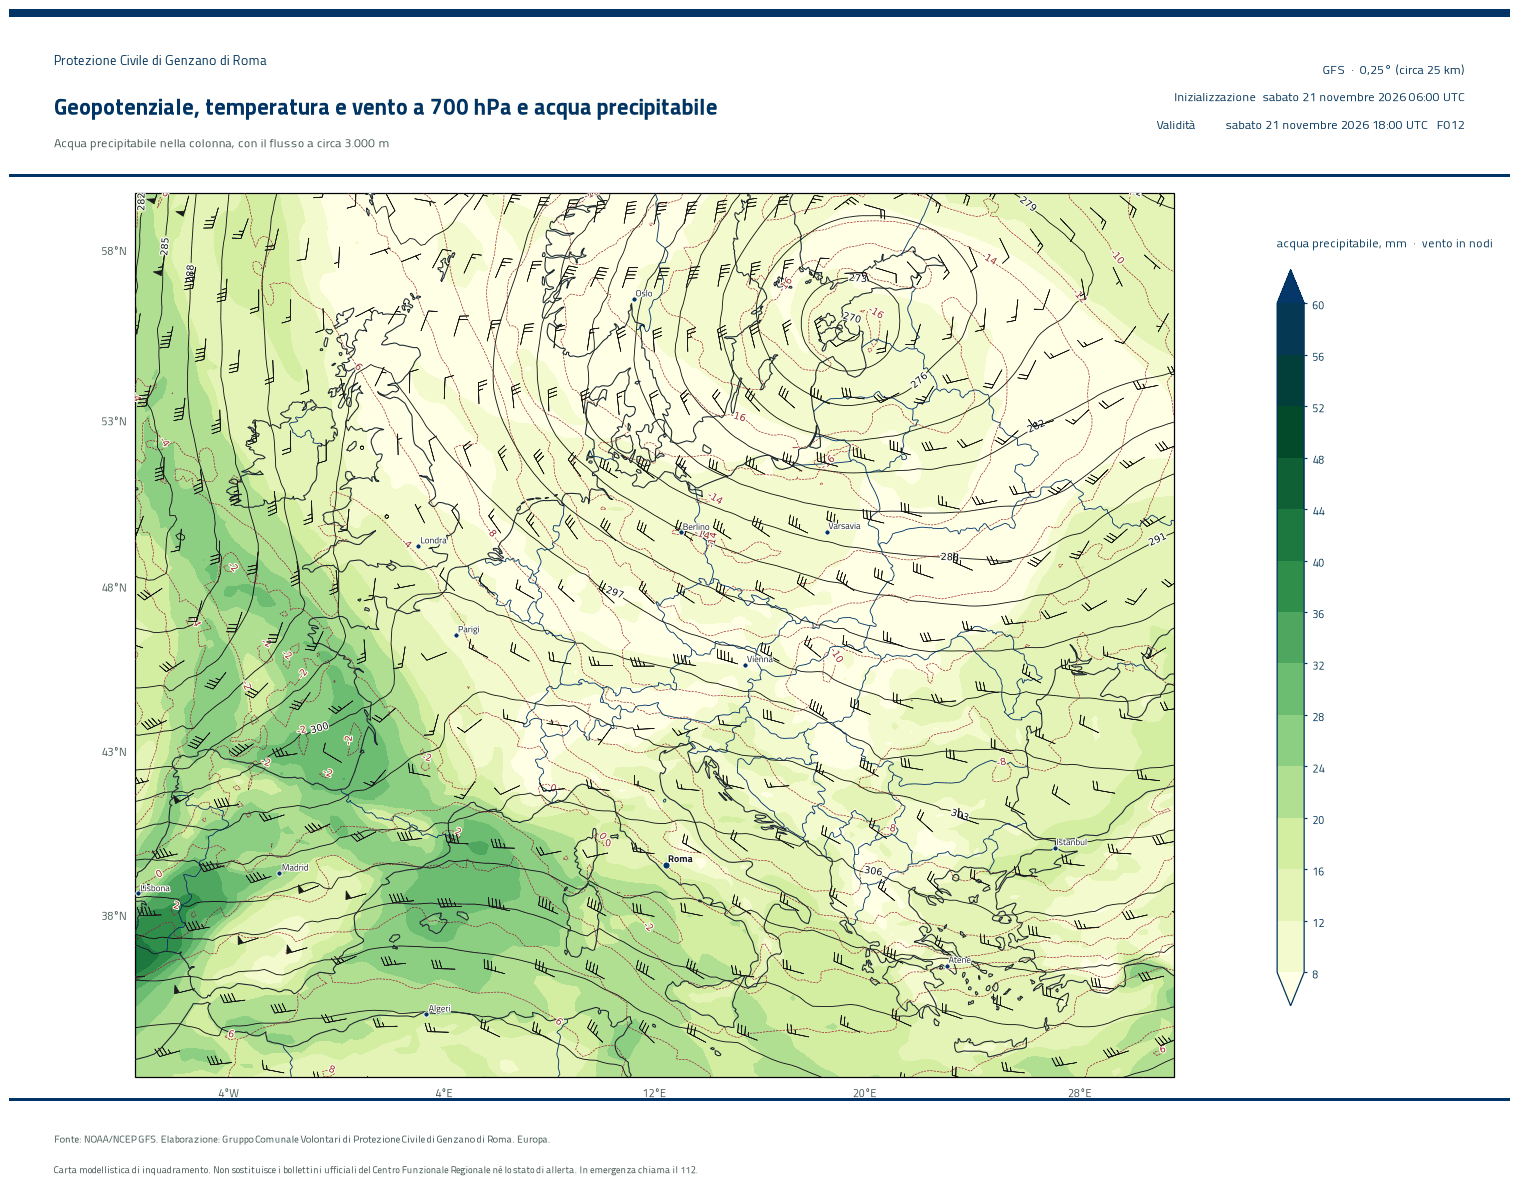 Protezione Civile di Genzano di Roma
Geopotenziale, temperatura e vento a 700 hPa e acqua precipitabile
Acqua precipitabile nella colonna, con il flusso a circa 3.000 m
GFS · 0,25° (circa 25 km)
Inizializzazione sabato 21 novembre 2026 06:00 UTC
Validità sabato 21 novembre 2026 18:00 UTC F012
acqua precipitabile, mm · vento in nodi
60
56
52
48
44
40
36
32
28
24
20
16
12
8
58°N
53°N
48°N
43°N
38°N
4°W
4°E
12°E
20°E
28°E
Oslo
Londra
Berlino
Varsavia
Parigi
Vienna
Roma
Madrid
Lisbona
Istanbul
Atene
Algeri
282
285
288
279
273
270
276
282
291
288
297
300
303
306
Fonte: NOAA/NCEP GFS. Elaborazione: Gruppo Comunale Volontari di Protezione Civile di Genzano di Roma. Europa.
Carta modellistica di inquadramento. Non sostituisce i bollettini ufficiali del Centro Funzionale Regionale né lo stato di allerta. In emergenza chiama il 112.